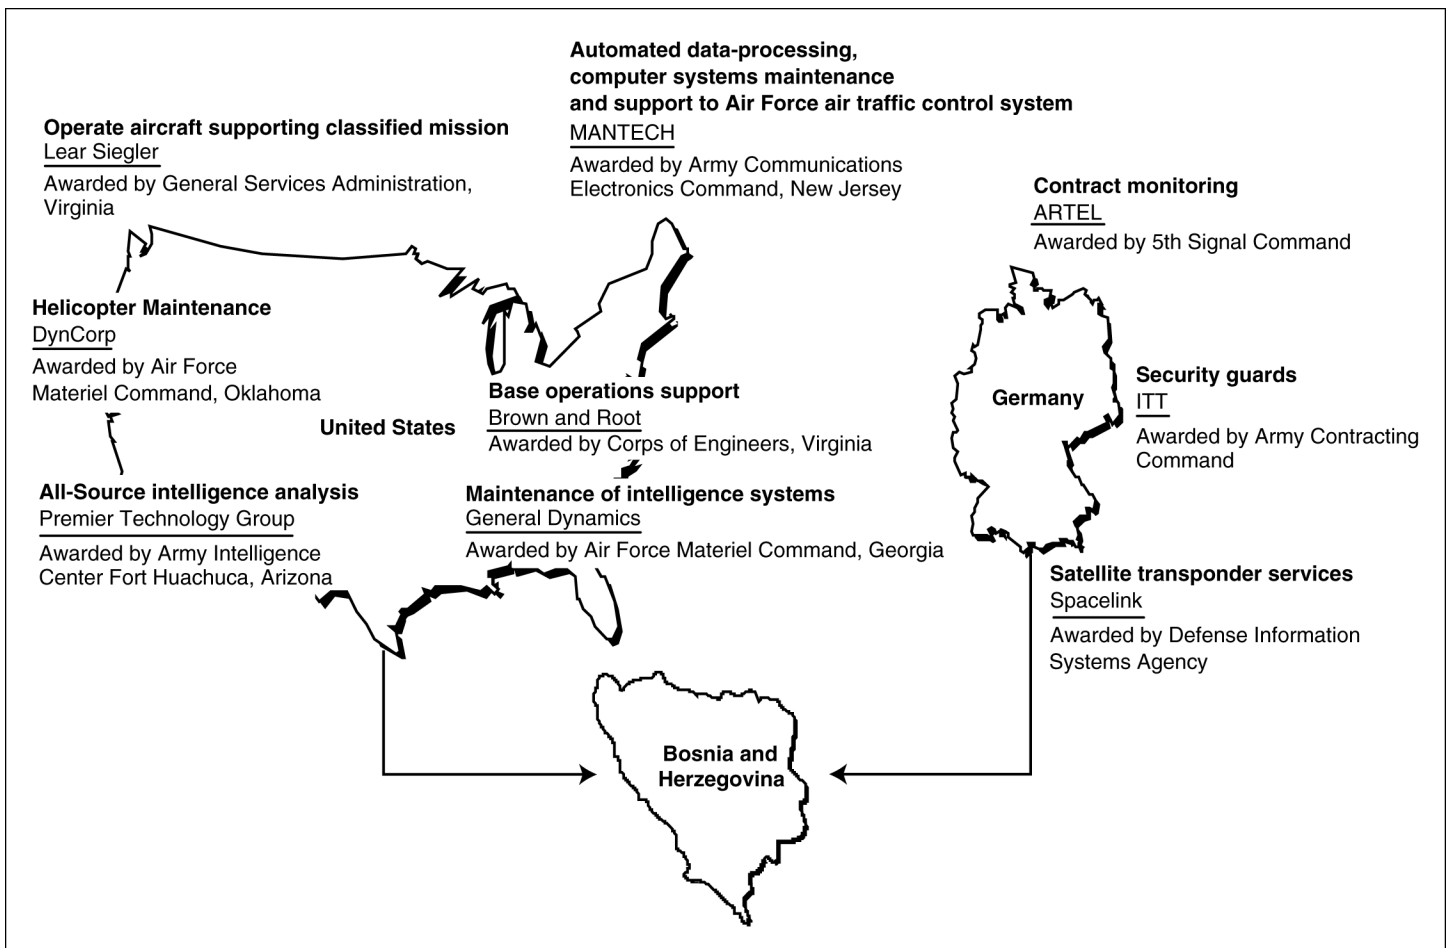 Automated data-processing,
computer systems maintenance
and support to Air Force air traffic control system
MANTECH
Awarded by Army Communications
Electronics Command, New Jersey
Operate aircraft supporting classified mission
Lear Siegler
Awarded by General Services Administration,
Virginia
Contract monitoring
ARTEL
Awarded by 5th Signal Command
Helicopter Maintenance
DynCorp
Awarded by Air Force
Materiel Command, Oklahoma
United States
Base operations support
Brown and Root
Awarded by Corps of Engineers, Virginia
Germany
Security guards
ITT
Awarded by Army Contracting
Command
All-Source intelligence analysis
Premier Technology Group
Awarded by Army Intelligence
Center Fort Huachuca, Arizona
Maintenance of intelligence systems
General Dynamics
Awarded by Air Force Materiel Command, Georgia
Satellite transponder services
Spacelink
Awarded by Defense Information
Systems Agency
Bosnia and
Herzegovina